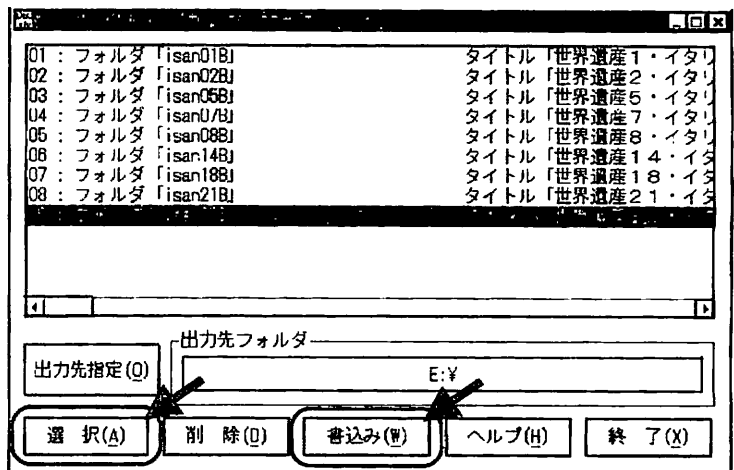 01 : フォルダ「isan01B」 タイトル「世界遺産1・イタリ
02 : フォルダ「isan02B」 タイトル「世界遺産2・イタリ
03 : フォルダ「isan05B」 タイトル「世界遺産5・イタリ
04 : フォルダ「isan07B」 タイトル「世界遺産7・イタリ
05 : フォルダ「isan08B」 タイトル「世界遺産8・イタリ
06 : フォルダ「isan14B」 タイトル「世界遺産14・イタ
07 : フォルダ「isan18B」 タイトル「世界遺産18・イタ
08 : フォルダ「isan21B」 タイトル「世界遺産21・イタ
出力先フォルダ
出力先指定(O) E:¥
選 択(A) 削 除(D) 書込み(W) ヘルプ(H) 終 了(X)